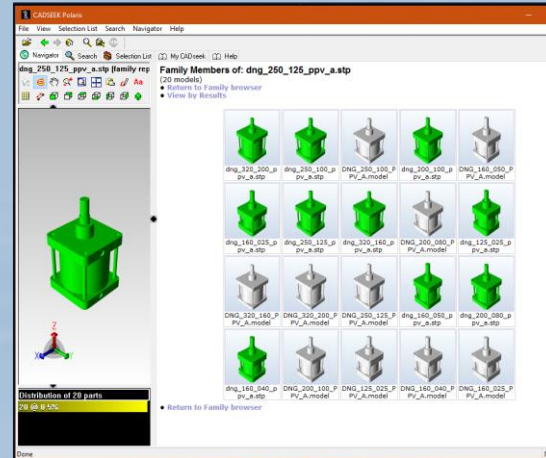 CADSEEK Polaris
File View Selection List Search Navigator Help
Navigator Search Selection List My CADseek Help
dng_250_125_ppv_a.stp [family rep
Aa
Family Members of: dng_250_125_ppv_a.stp
(20 models)
Return to Family browser
View by Results
dng_320_200_p dng_250_100_p DNG_250_100_P dng_200_100_p DNG_160_050_P
pv_a.stp pv_a.stp PV_A.model pv_a.stp PV_A.model
dng_160_025_p dng_250_125_p dng_320_160_p DNG_200_080_P dng_125_025_p
pv_a.stp pv_a.stp pv_a.stp PV_A.model pv_a.stp
DNG_320_160_P DNG_320_200_P DNG_250_125_P dng_160_050_p dng_200_080_p
PV_A.model PV_A.model PV_A.model pv_a.stp pv_a.stp
dng_160_040_p DNG_200_100_P DNG_125_025_P DNG_160_040_P DNG_160_025_P
pv_a.stp PV_A.model PV_A.model PV_A.model PV_A.model
Return to Family browser
Z
X Y
Distribution of 20 parts
20 @ 0.5%
Done